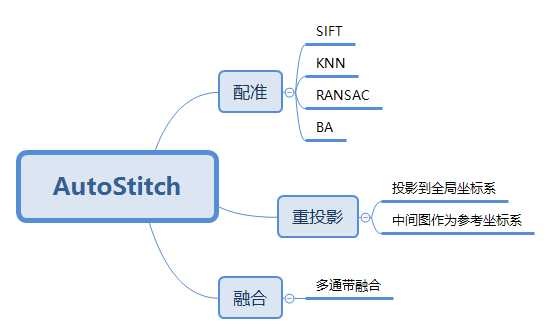 AutoStitch
配准
SIFT
KNN
RANSAC
BA
重投影
投影到全局坐标系
中间图作为参考坐标系
融合
多通带融合